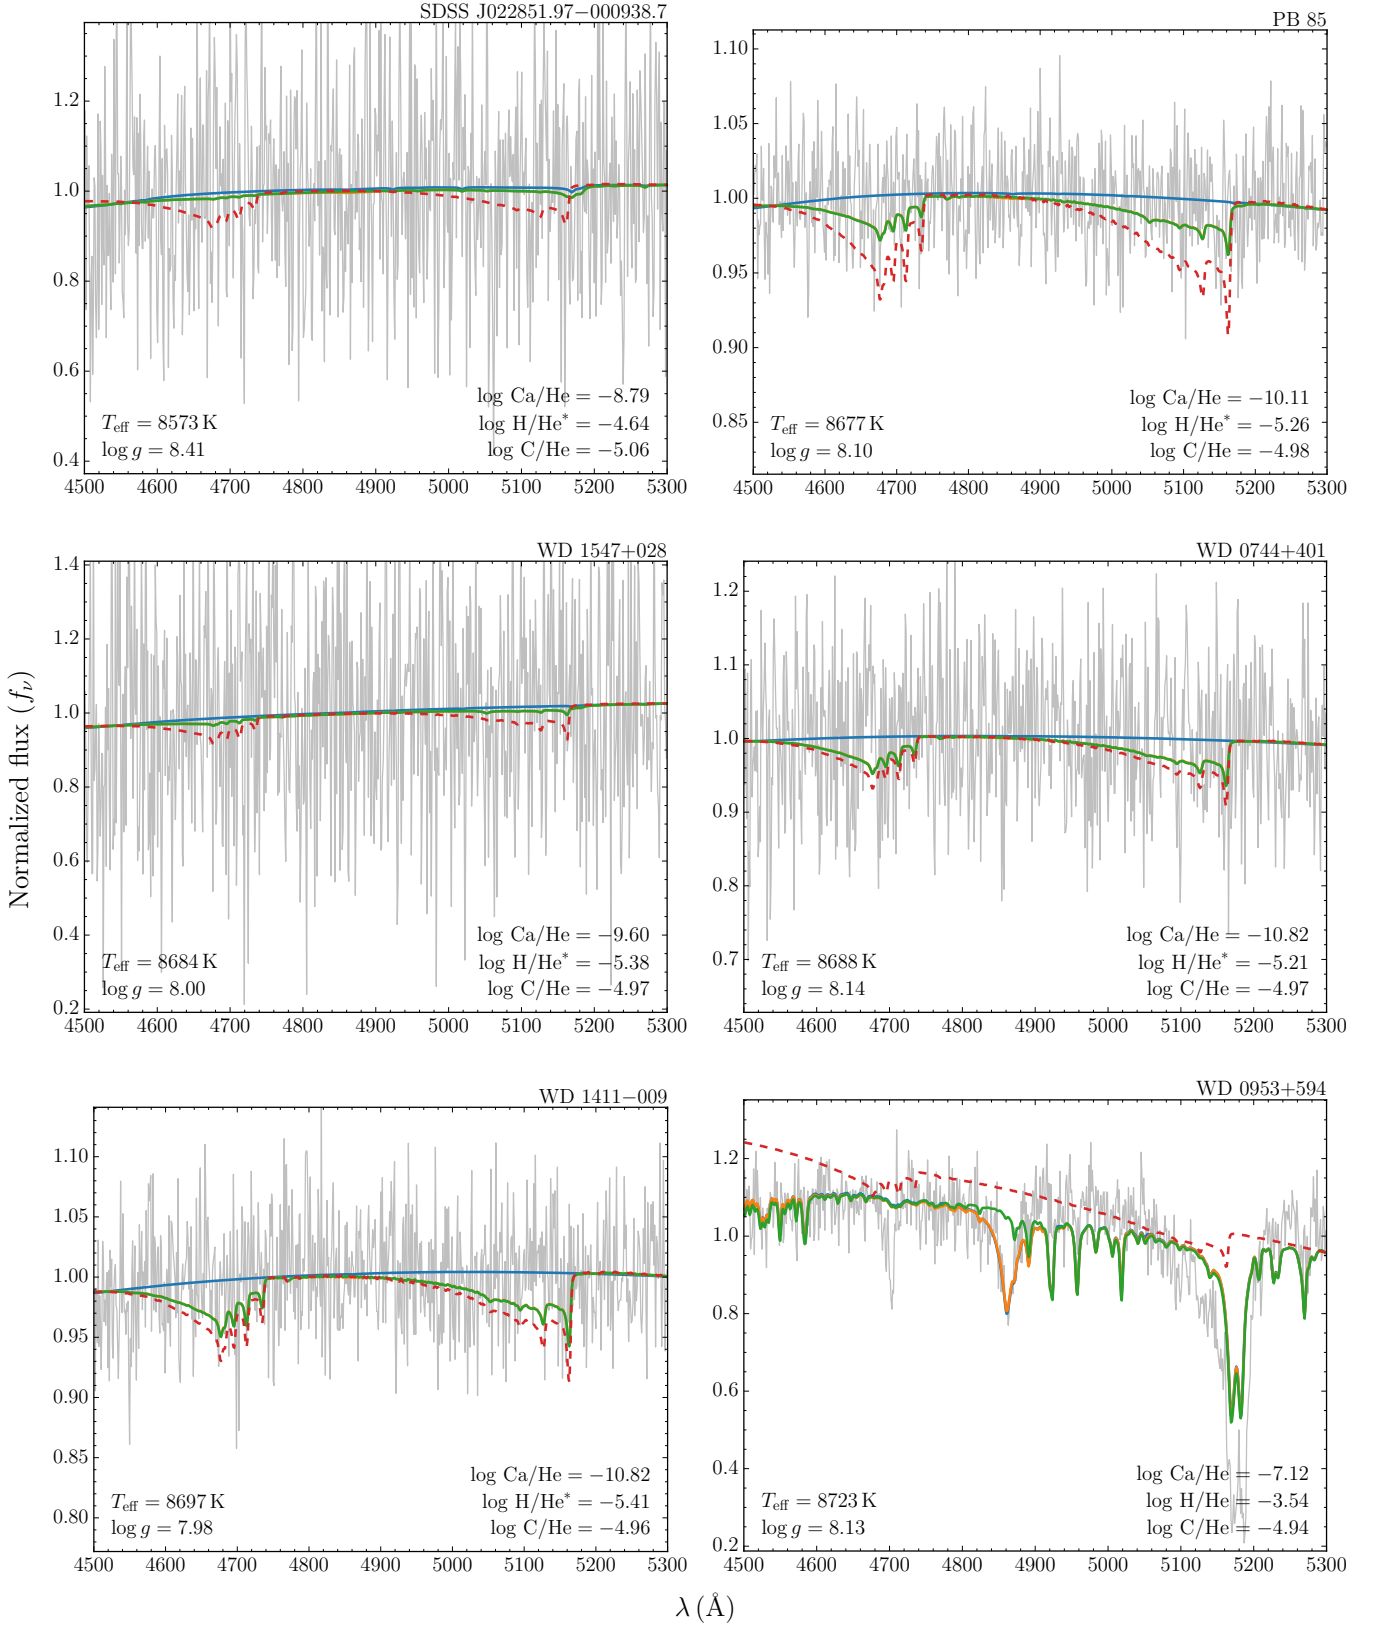 SDSS J022851.97−000938.7
1.2
1.0
0.8
0.6
0.4
log Ca/He = −8.79
T_eff = 8573 K
log H/He* = −4.64
log g = 8.41
log C/He = −5.06
4500 4600 4700 4800 4900 5000 5100 5200 5300
PB 85
1.10
1.05
1.00
0.95
0.90
0.85
log Ca/He = −10.11
T_eff = 8677 K
log H/He* = −5.26
log g = 8.10
log C/He = −4.98
4500 4600 4700 4800 4900 5000 5100 5200 5300
WD 1547+028
1.4
1.2
1.0
0.8
0.6
0.4
0.2
log Ca/He = −9.60
T_eff = 8684 K
log H/He* = −5.38
log g = 8.00
log C/He = −4.97
4500 4600 4700 4800 4900 5000 5100 5200 5300
WD 0744+401
1.2
1.1
1.0
0.9
0.8
0.7
log Ca/He = −10.82
T_eff = 8688 K
log H/He* = −5.21
log g = 8.14
log C/He = −4.97
4500 4600 4700 4800 4900 5000 5100 5200 5300
Normalized flux (f_ν)
WD 1411−009
1.10
1.05
1.00
0.95
0.90
0.85
0.80
log Ca/He = −10.82
T_eff = 8697 K
log H/He* = −5.41
log g = 7.98
log C/He = −4.96
4500 4600 4700 4800 4900 5000 5100 5200 5300
WD 0953+594
1.2
1.0
0.8
0.6
0.4
0.2
log Ca/He = −7.12
T_eff = 8723 K
log H/He = −3.54
log g = 8.13
log C/He = −4.94
4500 4600 4700 4800 4900 5000 5100 5200 5300
λ (Å)